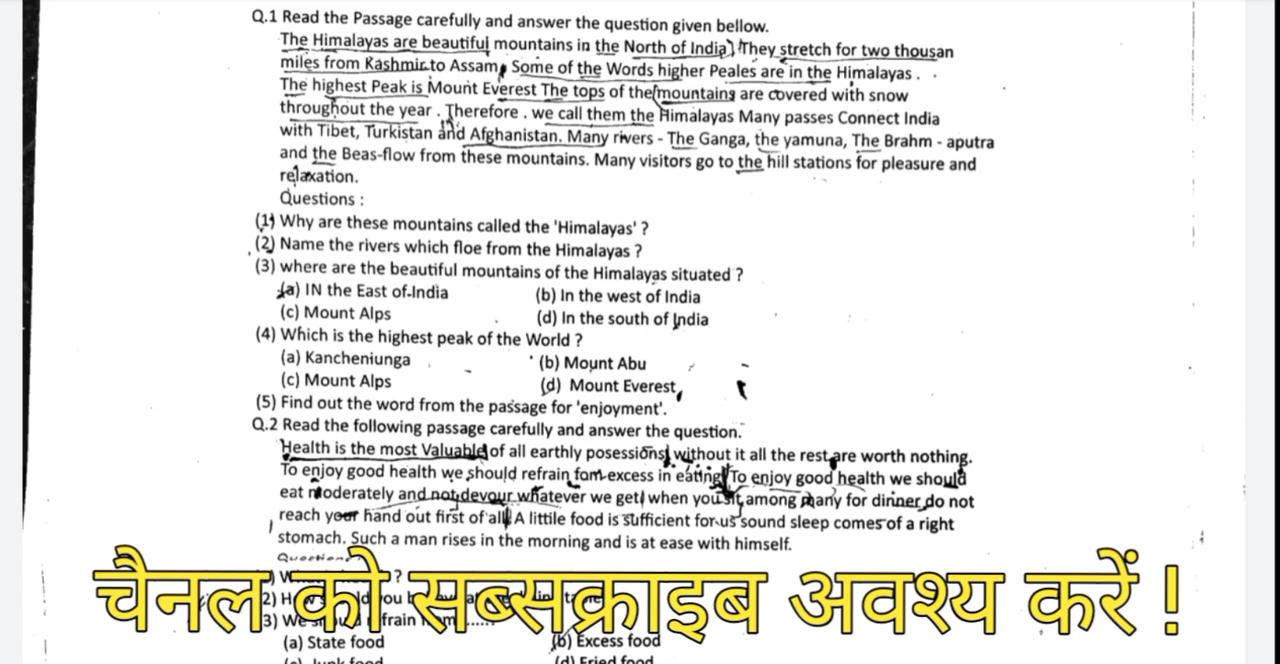 Q.1 Read the Passage carefully and answer the question given bellow.
The Himalayas are beautiful mountains in the North of India. They stretch for two thousan
miles from Kashmir to Assam, Some of the Words higher Peales are in the Himalayas .
The highest Peak is Mount Everest The tops of the mountains are covered with snow
throughout the year . Therefore . we call them the Himalayas Many passes Connect India
with Tibet, Turkistan and Afghanistan. Many rivers - The Ganga, the yamuna, The Brahm - aputra
and the Beas-flow from these mountains. Many visitors go to the hill stations for pleasure and
relaxation.
Questions :
(1) Why are these mountains called the 'Himalayas' ?
(2) Name the rivers which floe from the Himalayas ?
(3) where are the beautiful mountains of the Himalayas situated ?
(a) IN the East of India (b) In the west of India
(c) Mount Alps (d) In the south of India
(4) Which is the highest peak of the World ?
(a) Kancheniunga (b) Mount Abu
(c) Mount Alps (d) Mount Everest
(5) Find out the word from the passage for 'enjoyment'.
Q.2 Read the following passage carefully and answer the question.
Health is the most Valuable of all earthly posessions, without it all the rest are worth nothing.
To enjoy good health we should refrain fom excess in eating To enjoy good health we should
eat moderately and not devour whatever we get when you sit among many for dinner do not
reach your hand out first of all A littile food is sufficient for us sound sleep comes of a right
stomach. Such a man rises in the morning and is at ease with himself.
Question
?
2) you
3) We frain
चैनल को सब्सक्राइब अवश्य करें !
(a) State food (b) Excess food
(c) Junk food (d) Fried food